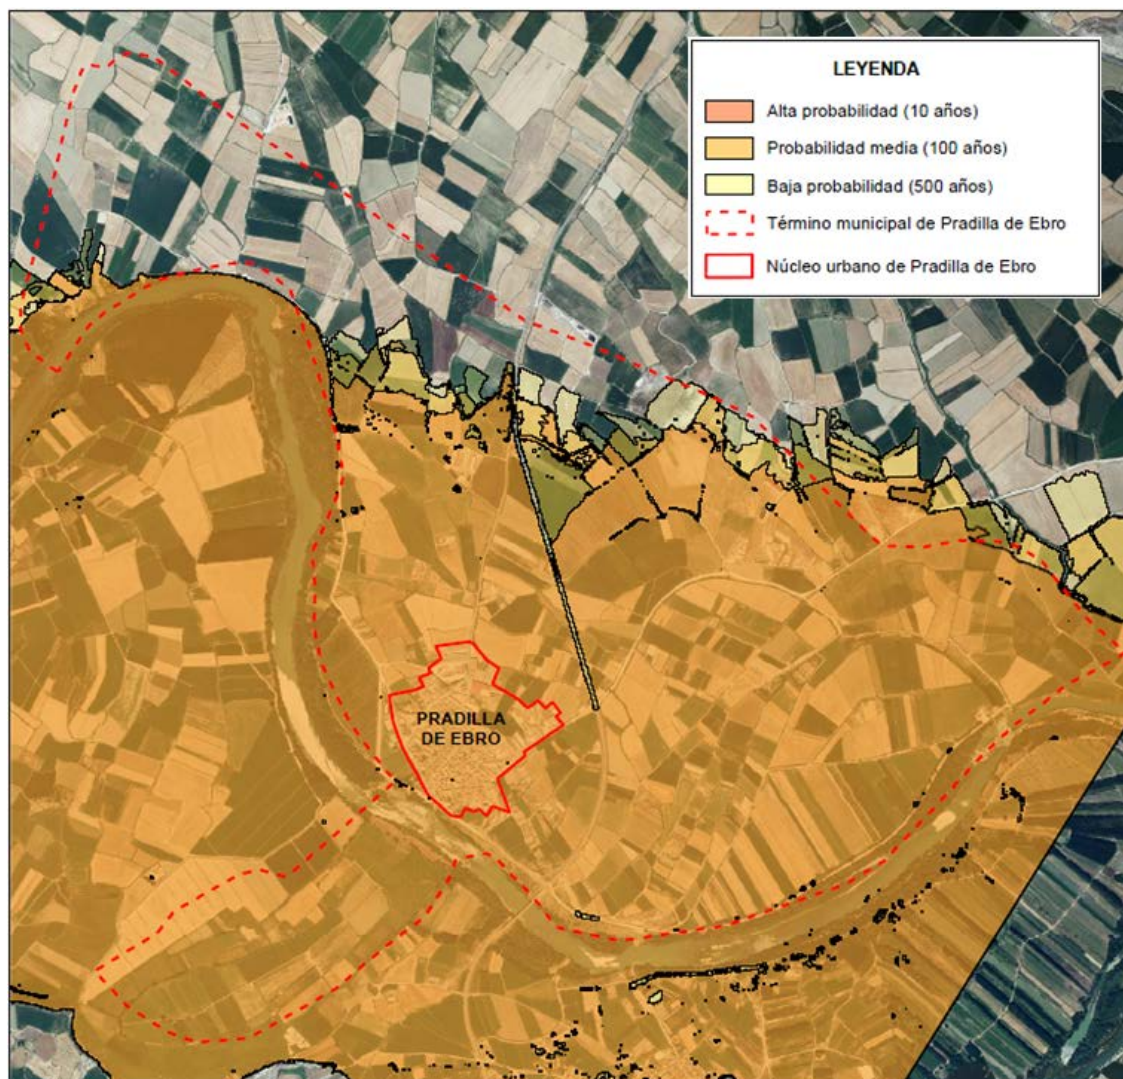 LEYENDA
Alta probabilidad (10 años)
Probabilidad media (100 años)
Baja probabilidad (500 años)
Término municipal de Pradilla de Ebro
Núcleo urbano de Pradilla de Ebro
PRADILLA
DE EBRO